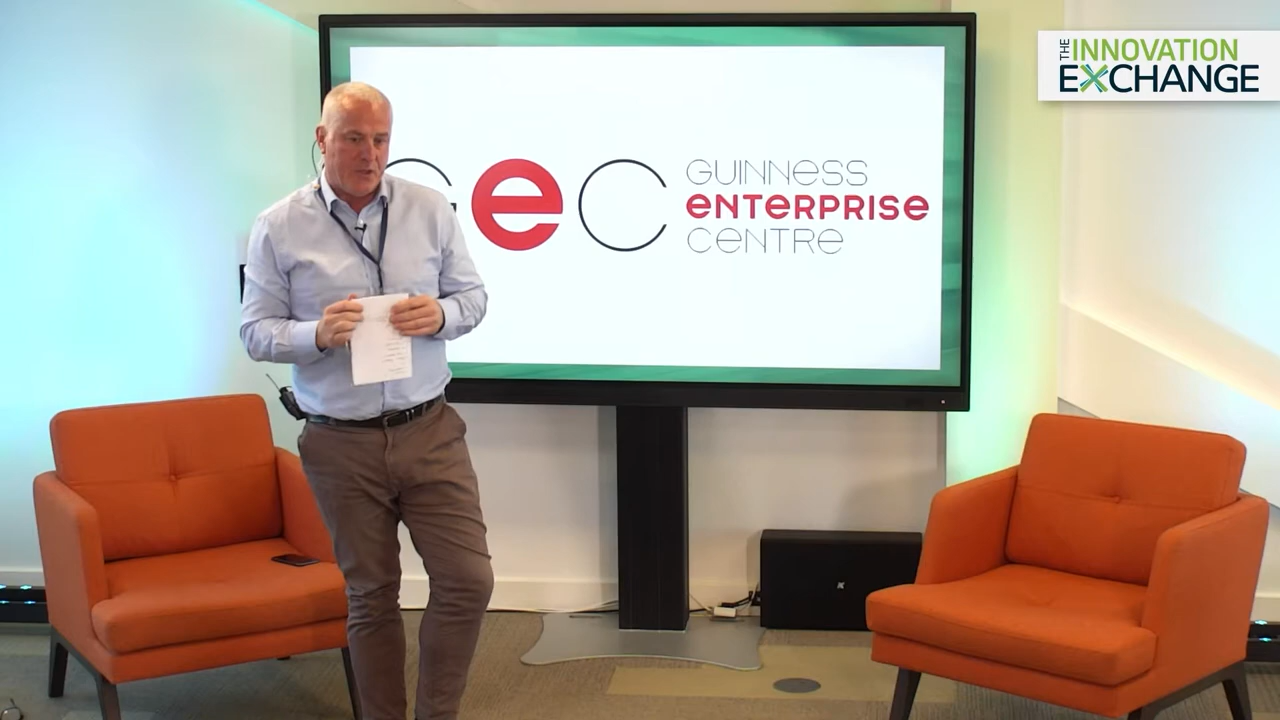 THE
INNOVATION
EXCHANGE
GEC
GUINNESS
ENTERPRISE
CENTRE